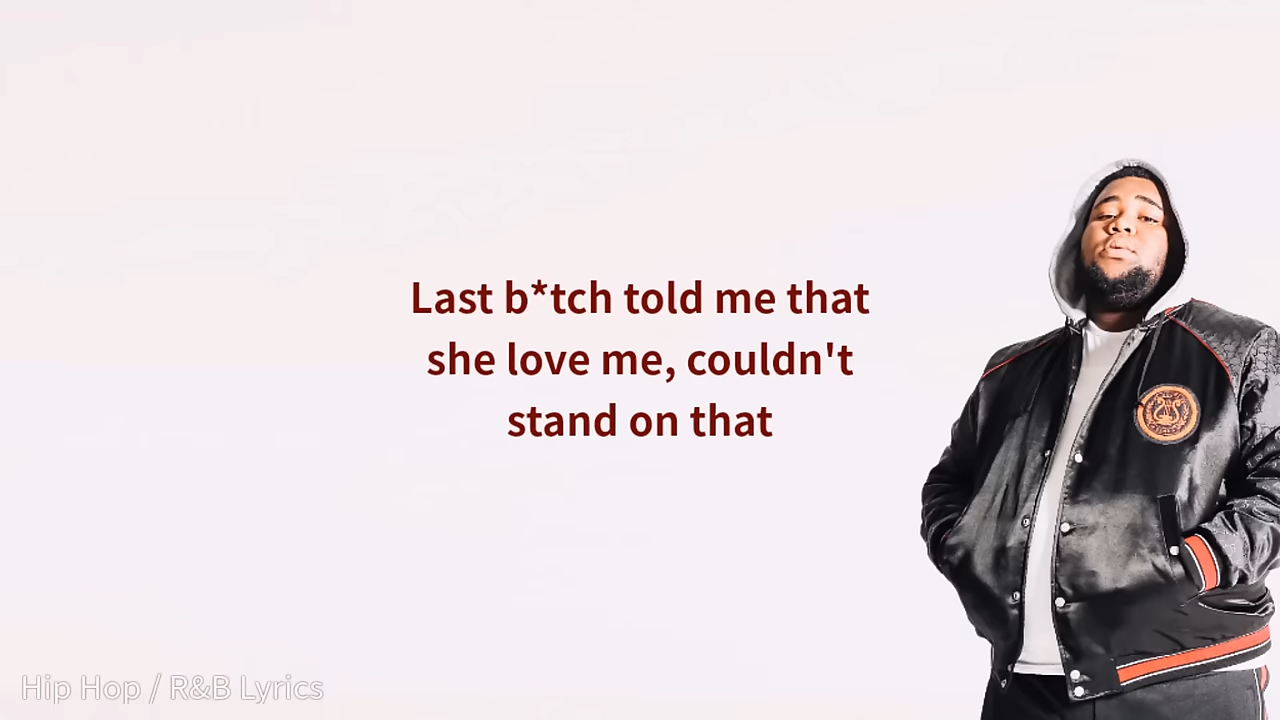 Last b*tch told me that
she love me, couldn't
stand on that
Hip Hop / R&B Lyrics